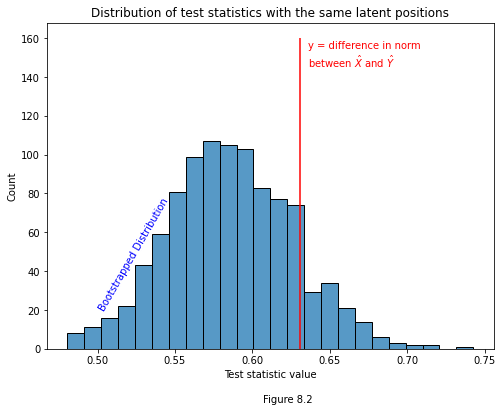 Distribution of test statistics with the same latent positions
160
140
120
100
80
60
40
20
0
Count
y = difference in norm
between X̂ and Ŷ
Bootstrapped Distribution
0.50 0.55 0.60 0.65 0.70 0.75
Test statistic value
Figure 8.2